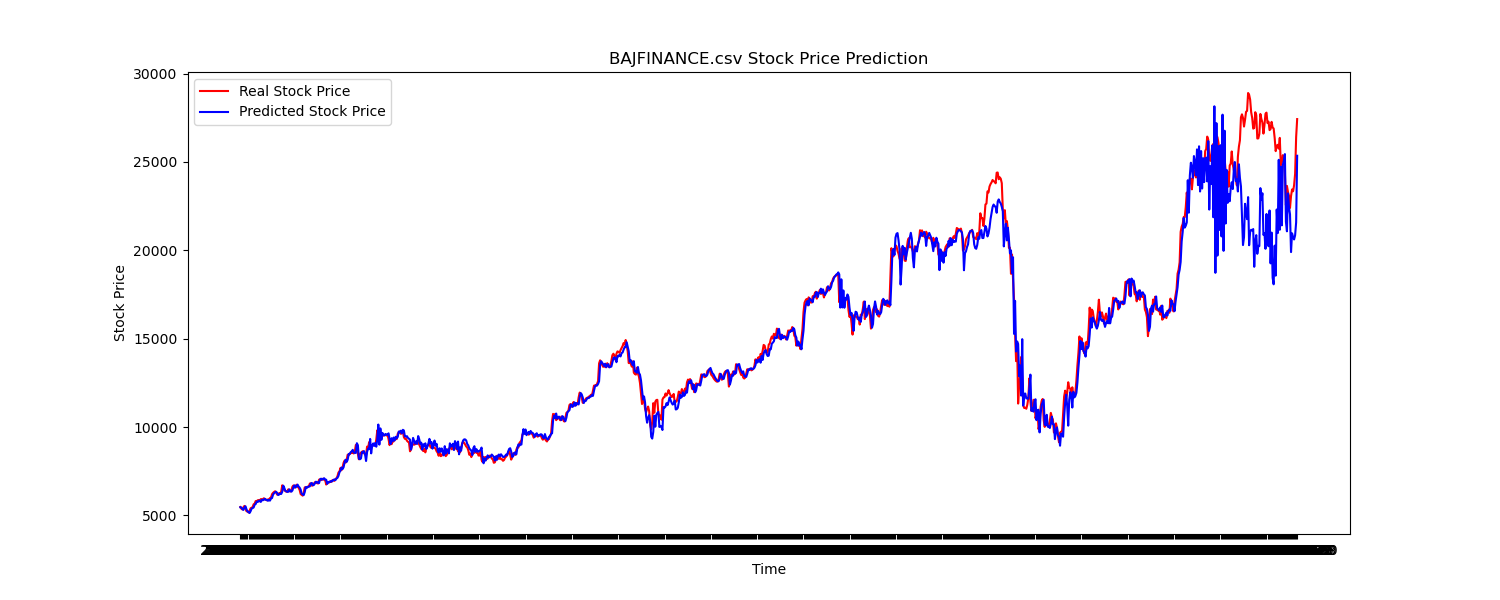 BAJFINANCE.csv Stock Price Prediction
30000
25000
20000
15000
10000
5000
Stock Price
Real Stock Price
Predicted Stock Price
Time